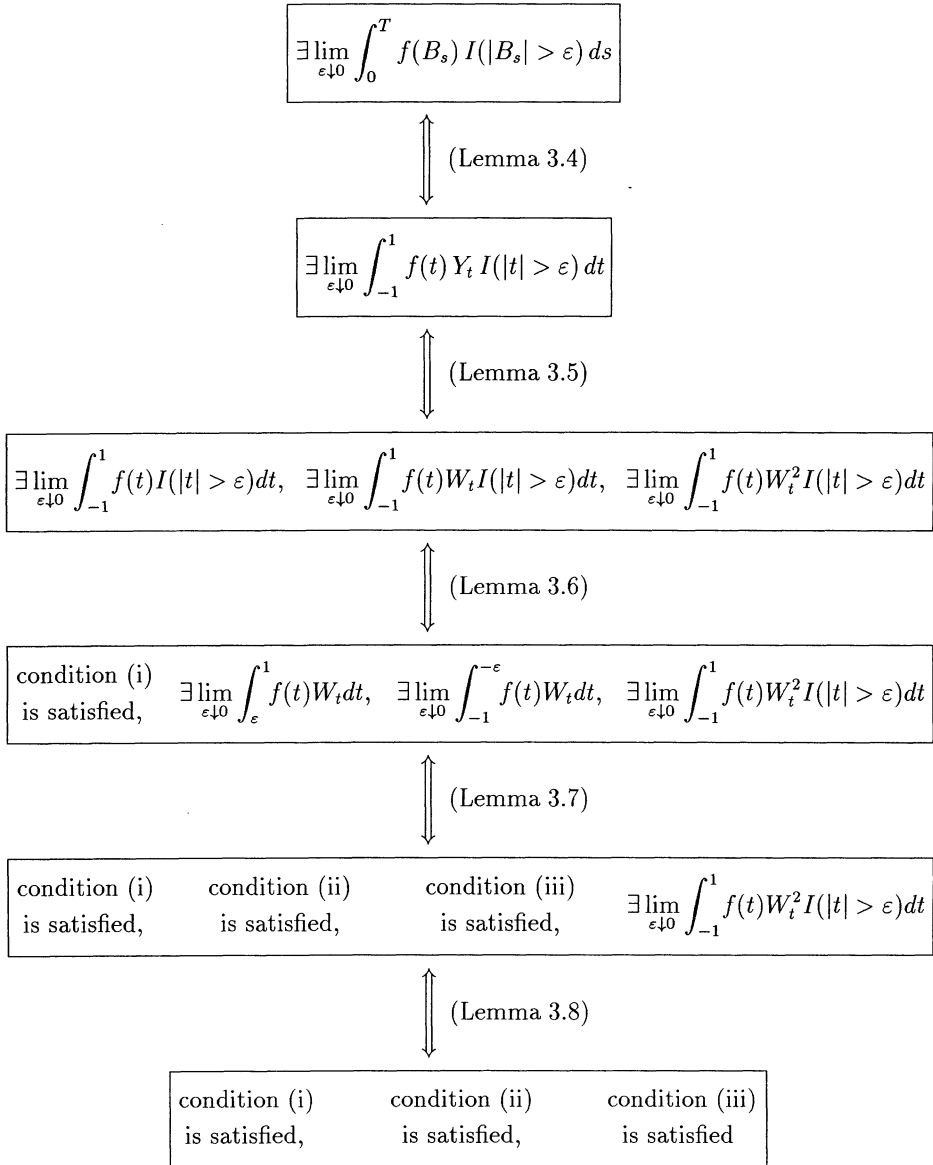 ∃ lim_{ε↓0} ∫_0^T f(B_s) I(|B_s| > ε) ds
(Lemma 3.4)
∃ lim_{ε↓0} ∫_{-1}^1 f(t) Y_t I(|t| > ε) dt
(Lemma 3.5)
∃ lim_{ε↓0} ∫_{-1}^1 f(t)I(|t| > ε)dt, ∃ lim_{ε↓0} ∫_{-1}^1 f(t)W_t I(|t| > ε)dt, ∃ lim_{ε↓0} ∫_{-1}^1 f(t)W_t^2 I(|t| > ε)dt
(Lemma 3.6)
condition (i)
is satisfied, ∃ lim_{ε↓0} ∫_ε^1 f(t)W_t dt, ∃ lim_{ε↓0} ∫_{-1}^{-ε} f(t)W_t dt, ∃ lim_{ε↓0} ∫_{-1}^1 f(t)W_t^2 I(|t| > ε)dt
(Lemma 3.7)
condition (i) condition (ii) condition (iii)
is satisfied, is satisfied, is satisfied, ∃ lim_{ε↓0} ∫_{-1}^1 f(t)W_t^2 I(|t| > ε)dt
(Lemma 3.8)
condition (i) condition (ii) condition (iii)
is satisfied, is satisfied, is satisfied